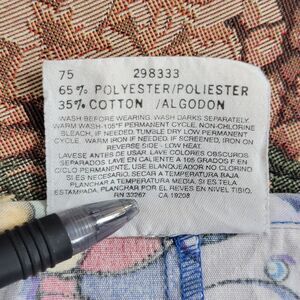 75 298333
65% POLYESTER/POLIESTER
35% COTTON /ALGODON
WASH BEFORE WEARING. WASH DARKS SEPARATELY.
WARM WASH-105°F PERMANENT CYCLE. NON-CHLORINE
BLEACH, IF NEEDED. TUMBLE DRY LOW PERMANENT
CYCLE. WARM IRON IF NEEDED. IF PRINTED, IRON ON
REVERSE SIDE - LOW HEAT.
LAVESE ANTES DE USAR. LAVE COLORES OBSCUROS
SEPARADOS. LAVE EN CALIENTE A 105 GRADOS F EN
CICLO PERMANENTE. USE BLANQUEADOR NO CLORADO
SI ES NECESARIO. SECAR A TEMPERATURA BAJA.
PLANCHAR A TEMPERATURA MEDIA. SI ES TELA
ESTAMPADA, PLANCHAR POR EL REVES EN NIVEL TIBIO.
RN 33267 CA 19208